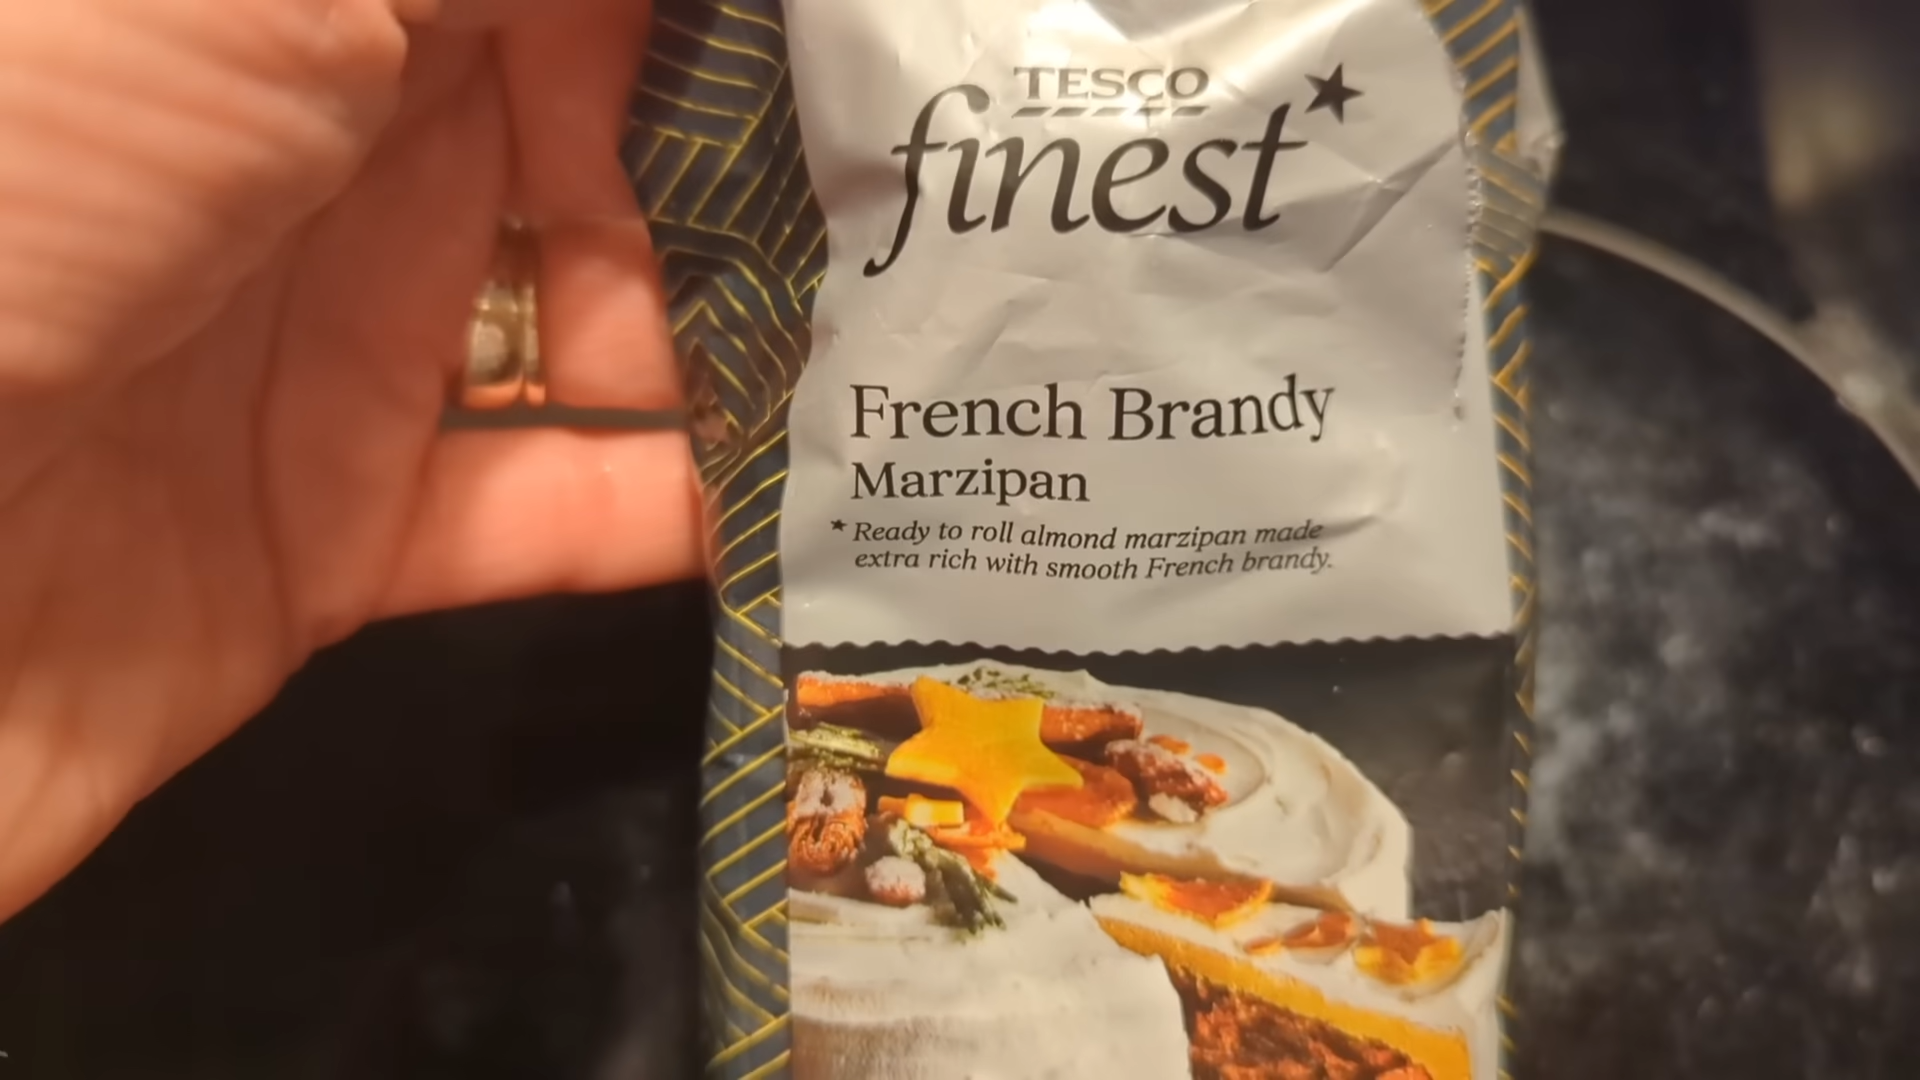 TESCO
finest*
French Brandy
Marzipan
* Ready to roll almond marzipan made
extra rich with smooth French brandy.